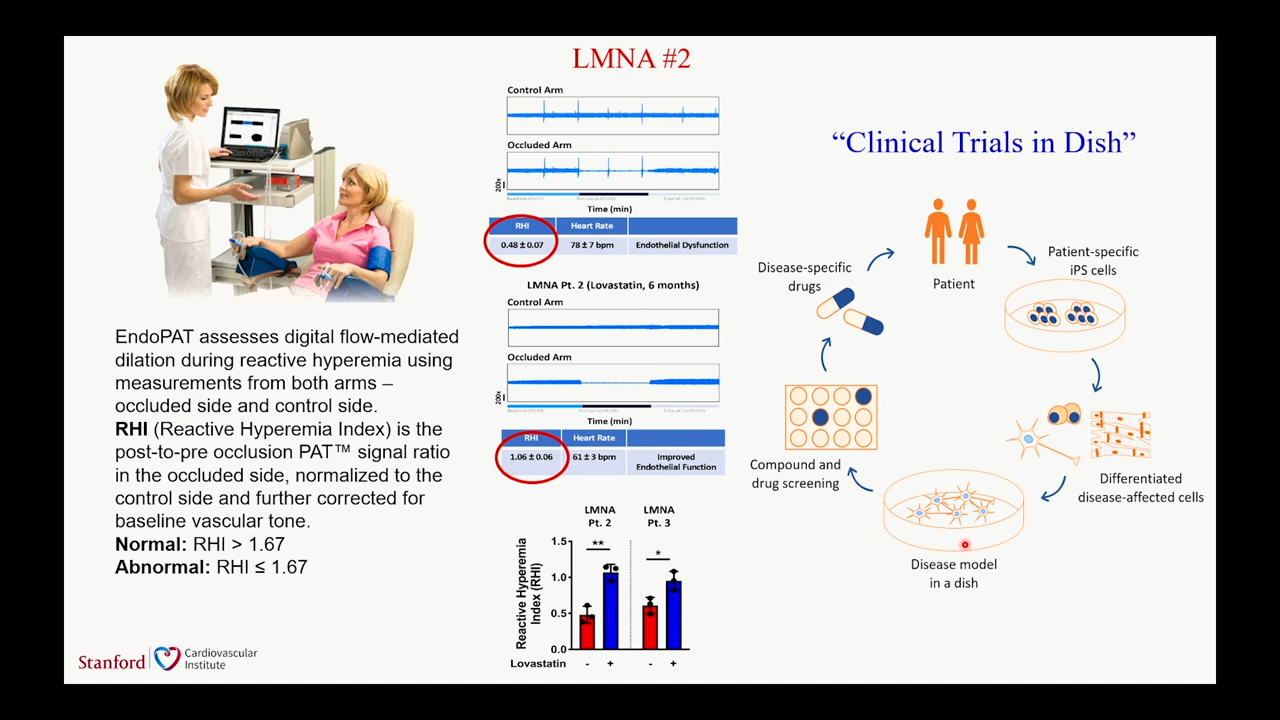 LMNA #2
EndoPAT assesses digital flow-mediated
dilation during reactive hyperemia using
measurements from both arms –
occluded side and control side.
RHI (Reactive Hyperemia Index) is the
post-to-pre occlusion PAT™ signal ratio
in the occluded side, normalized to the
control side and further corrected for
baseline vascular tone.
Normal: RHI > 1.67
Abnormal: RHI ≤ 1.67
Stanford
Cardiovascular
Institute
Control Arm
Occluded Arm
200x
Time (min)
RHI Heart Rate
0.48 ± 0.07 78 ± 7 bpm Endothelial Dysfunction
LMNA Pt. 2 (Lovastatin, 6 months)
Control Arm
Occluded Arm
200x
Time (min)
RHI Heart Rate
1.06 ± 0.06 61 ± 3 bpm Improved
Endothelial Function
LMNA LMNA
Pt. 2 Pt. 3
Reactive Hyperemia
Index (RHI)
1.5
1.0
0.5
0.0
** *
Lovastatin - + - +
“Clinical Trials in Dish”
Patient
Patient-specific
iPS cells
Differentiated
disease-affected cells
Disease model
in a dish
Compound and
drug screening
Disease-specific
drugs